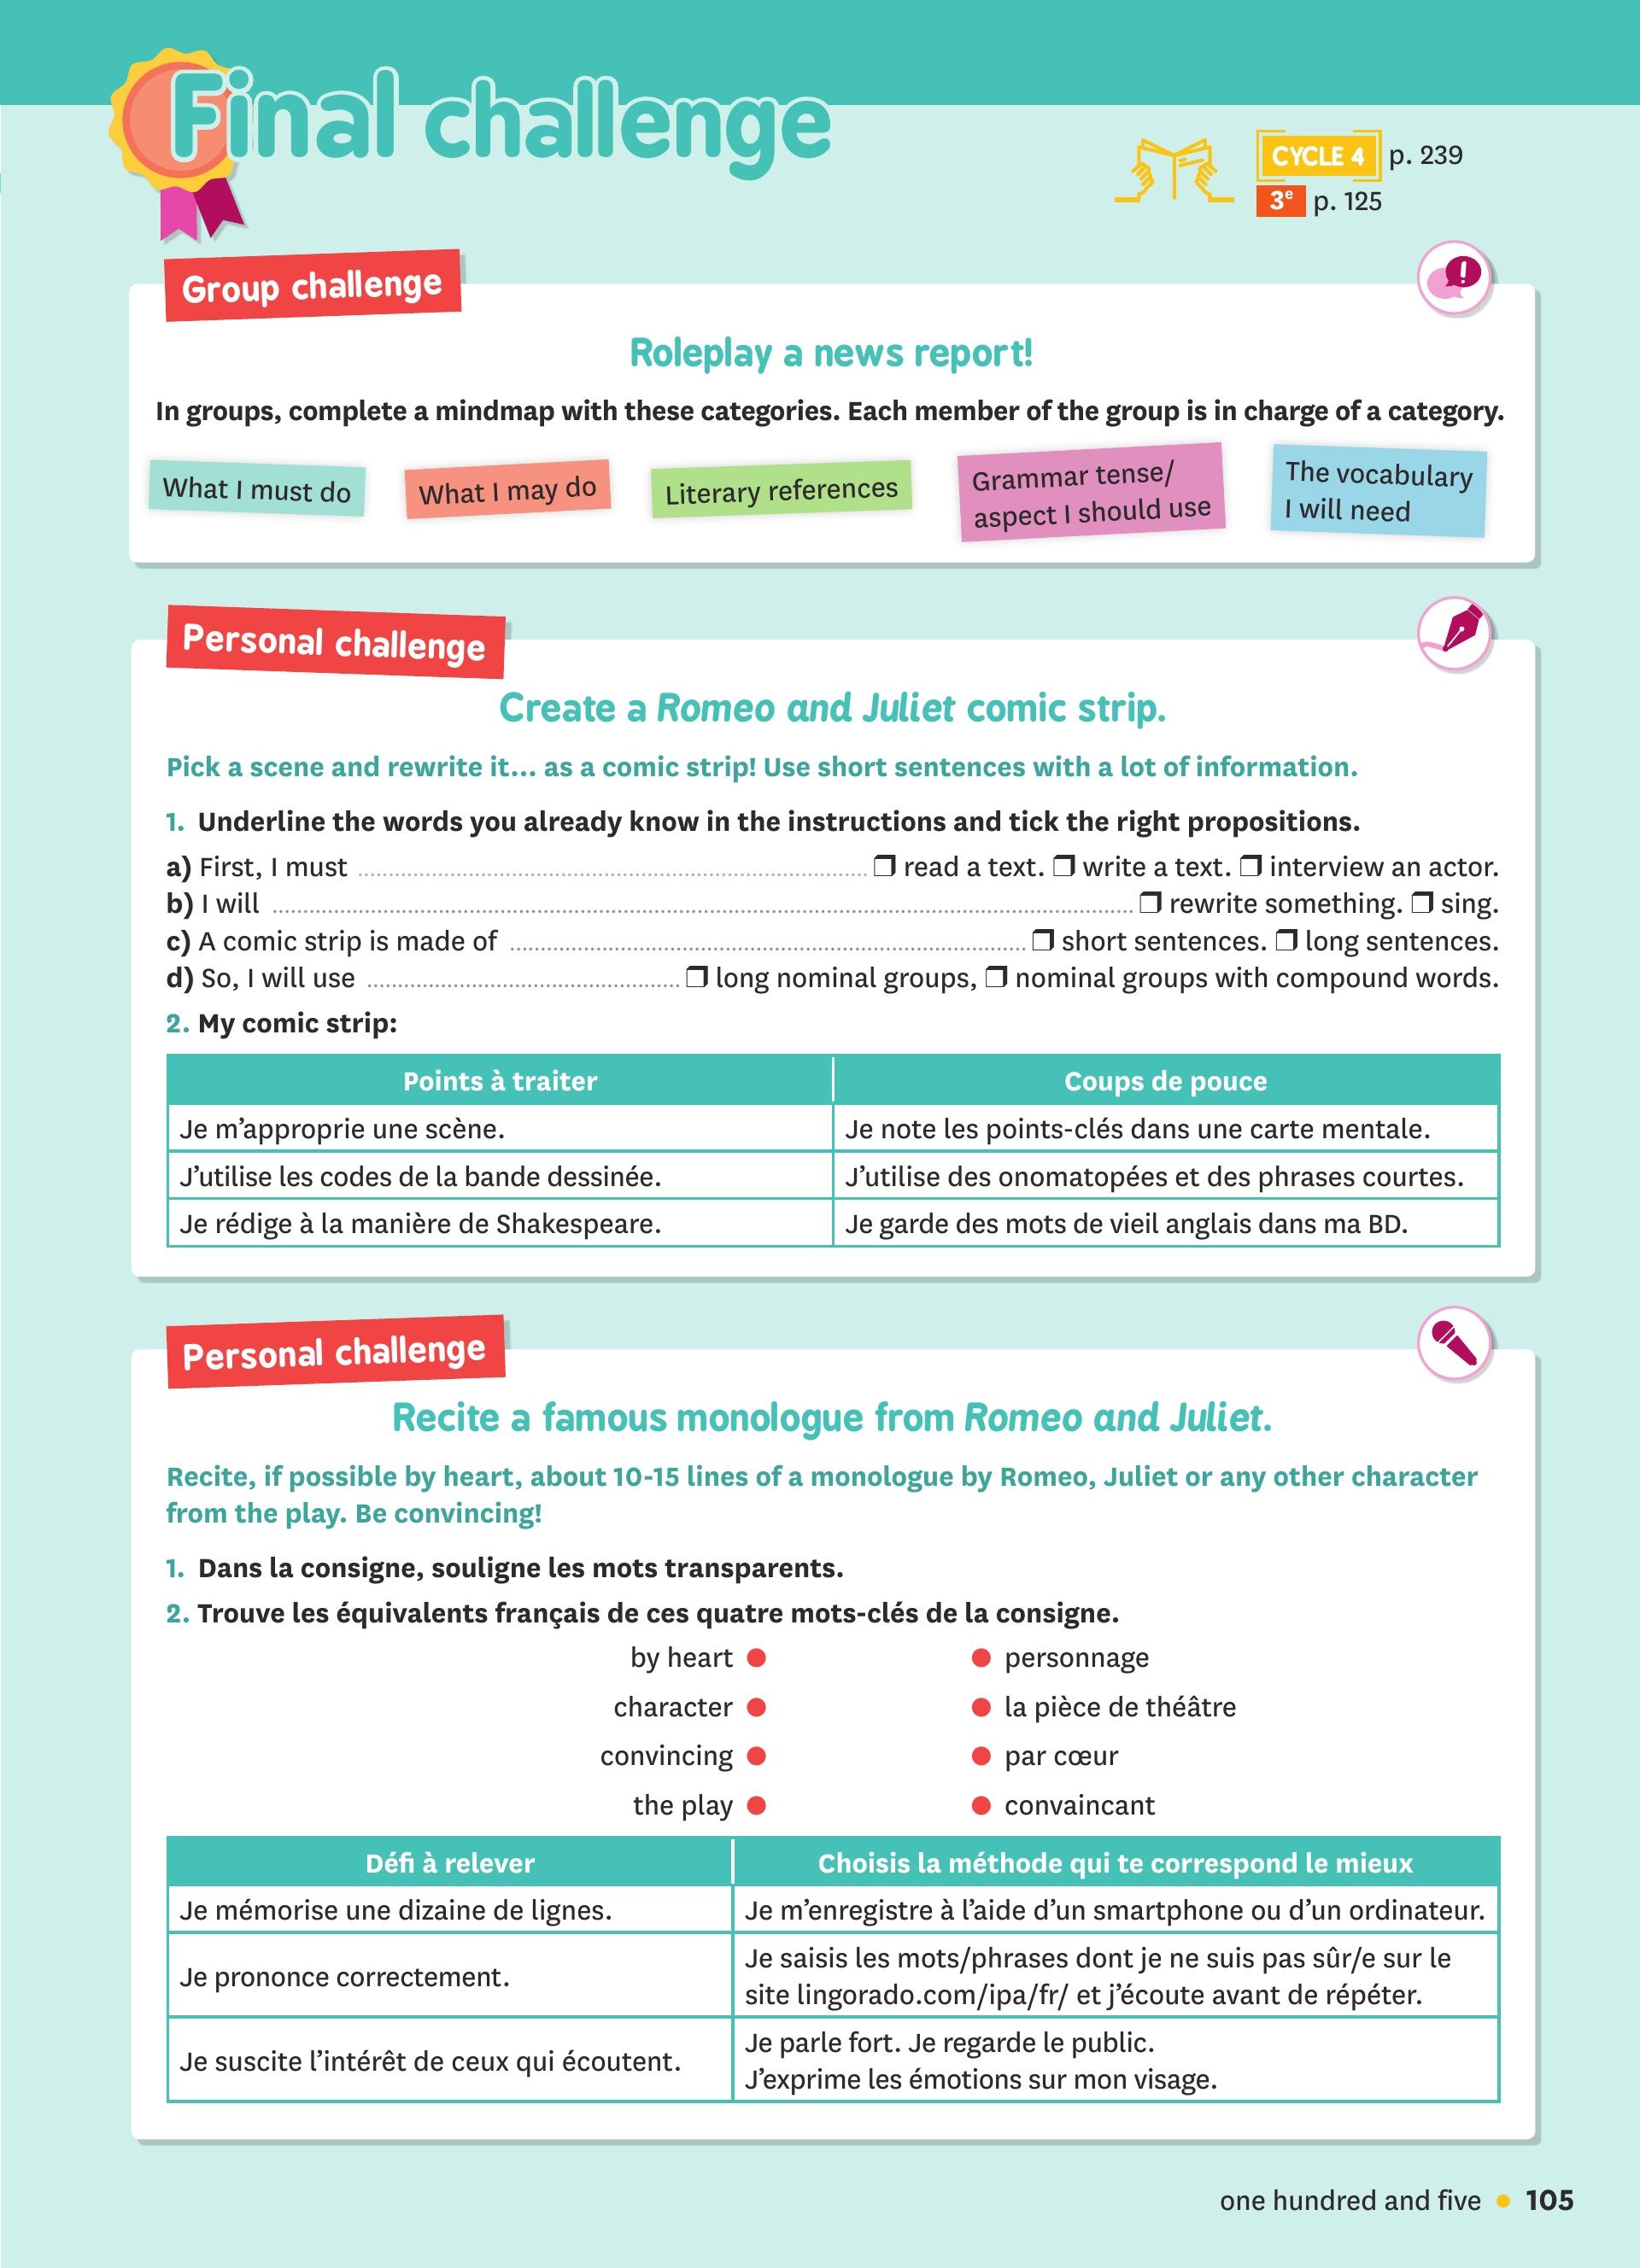 Final challenge
CYCLE 4 p. 239
3e p. 125
Group challenge
Roleplay a news report!
In groups, complete a mindmap with these categories. Each member of the group is in charge of a category.
What I must do
What I may do
Literary references
Grammar tense/
aspect I should use
The vocabulary
I will need
Personal challenge
Create a Romeo and Juliet comic strip.
Pick a scene and rewrite it… as a comic strip! Use short sentences with a lot of information.
1. Underline the words you already know in the instructions and tick the right propositions.
a) First, I must ........ ❒ read a text. ❒ write a text. ❒ interview an actor.
b) I will ........ ❒ rewrite something. ❒ sing.
c) A comic strip is made of ........ ❒ short sentences. ❒ long sentences.
d) So, I will use ........ ❒ long nominal groups, ❒ nominal groups with compound words.
2. My comic strip:
Points à traiter Coups de pouce
Je m'approprie une scène. Je note les points-clés dans une carte mentale.
J'utilise les codes de la bande dessinée. J'utilise des onomatopées et des phrases courtes.
Je rédige à la manière de Shakespeare. Je garde des mots de vieil anglais dans ma BD.
Personal challenge
Recite a famous monologue from Romeo and Juliet.
Recite, if possible by heart, about 10-15 lines of a monologue by Romeo, Juliet or any other character
from the play. Be convincing!
1. Dans la consigne, souligne les mots transparents.
2. Trouve les équivalents français de ces quatre mots-clés de la consigne.
by heart ● ● personnage
character ● ● la pièce de théâtre
convincing ● ● par cœur
the play ● ● convaincant
Défi à relever Choisis la méthode qui te correspond le mieux
Je mémorise une dizaine de lignes. Je m'enregistre à l'aide d'un smartphone ou d'un ordinateur.
Je prononce correctement. Je saisis les mots/phrases dont je ne suis pas sûr/e sur le
site lingorado.com/ipa/fr/ et j'écoute avant de répéter.
Je suscite l'intérêt de ceux qui écoutent. Je parle fort. Je regarde le public.
J'exprime les émotions sur mon visage.
one hundred and five ● 105